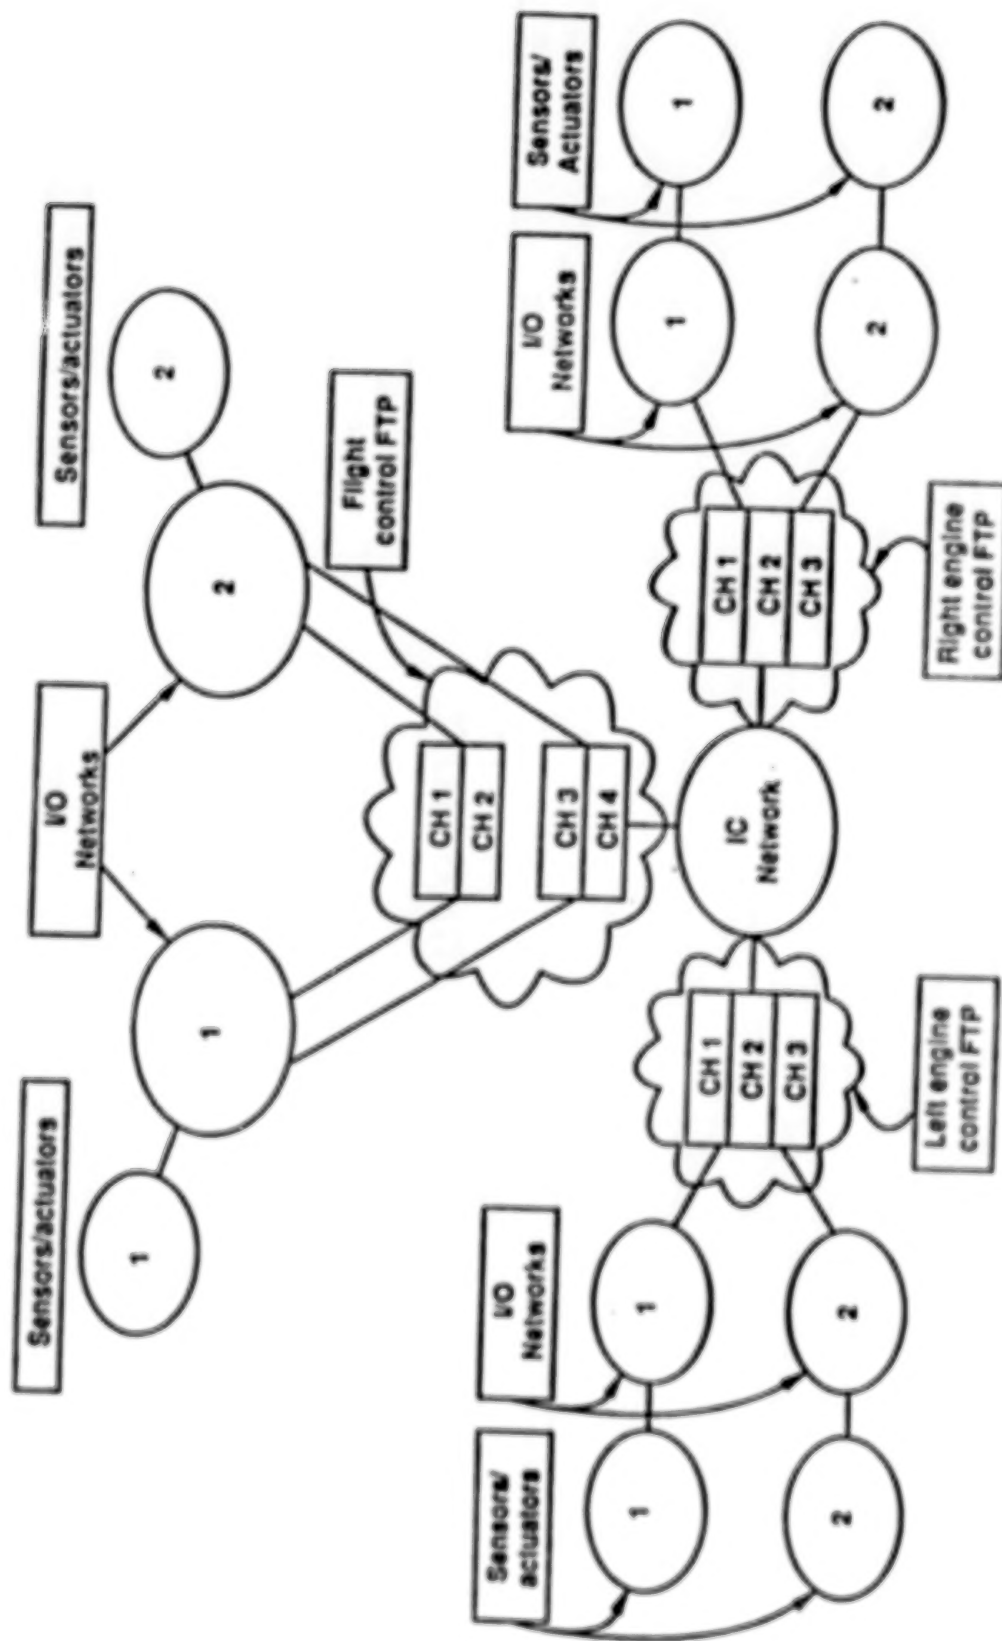 I/O
Networks
Sensors/actuators
Sensors/actuators
1
2
1
2
Flight
control FTP
CH 1
CH 2
CH 3
CH 4
Sensors/
actuators
I/O
Networks
I/O
Networks
Sensors/
Actuators
1
1
CH 1
CH 2
CH 3
IC
Network
CH 1
CH 2
CH 3
1
1
2
2
2
2
Left engine
control FTP
Right engine
control FTP